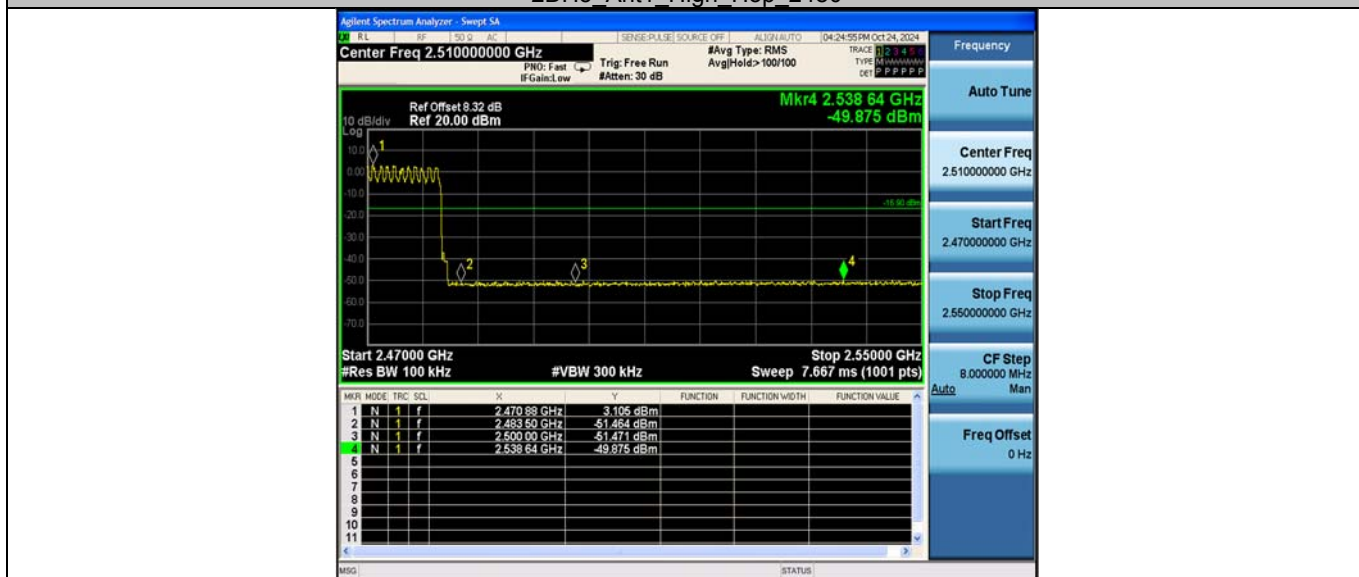 Agilent Spectrum Analyzer - Swept SA
RL RF 50 Ω AC SENSE:PULSE SOURCE OFF ALIGN AUTO 04:24:55 PM Oct 24, 2024
Center Freq 2.510000000 GHz
PNO: Fast
IFGain:Low
Trig: Free Run
#Atten: 30 dB
#Avg Type: RMS
Avg|Hold:>100/100
TRACE 1 2 3 4 5 6
TYPE M
DET P P P P P P
Ref Offset 8.32 dB
10 dB/div Ref 20.00 dBm
Log
Mkr4 2.538 64 GHz
-49.875 dBm
10.0
0.00
-10.0
-20.0
-30.0
-40.0
-50.0
-60.0
-70.0
1
2
3
4
-16.90 dBm
Start 2.47000 GHz Stop 2.55000 GHz
#Res BW 100 kHz #VBW 300 kHz Sweep 7.667 ms (1001 pts)
MKR MODE TRC SCL X Y FUNCTION FUNCTION WIDTH FUNCTION VALUE
1 N 1 f 2.470 88 GHz 3.105 dBm
2 N 1 f 2.483 50 GHz -51.464 dBm
3 N 1 f 2.500 00 GHz -51.471 dBm
4 N 1 f 2.538 64 GHz -49.875 dBm
5
6
7
8
9
10
11
MSG STATUS
Frequency
Auto Tune
Center Freq
2.510000000 GHz
Start Freq
2.470000000 GHz
Stop Freq
2.550000000 GHz
CF Step
8.000000 MHz
Auto Man
Freq Offset
0 Hz